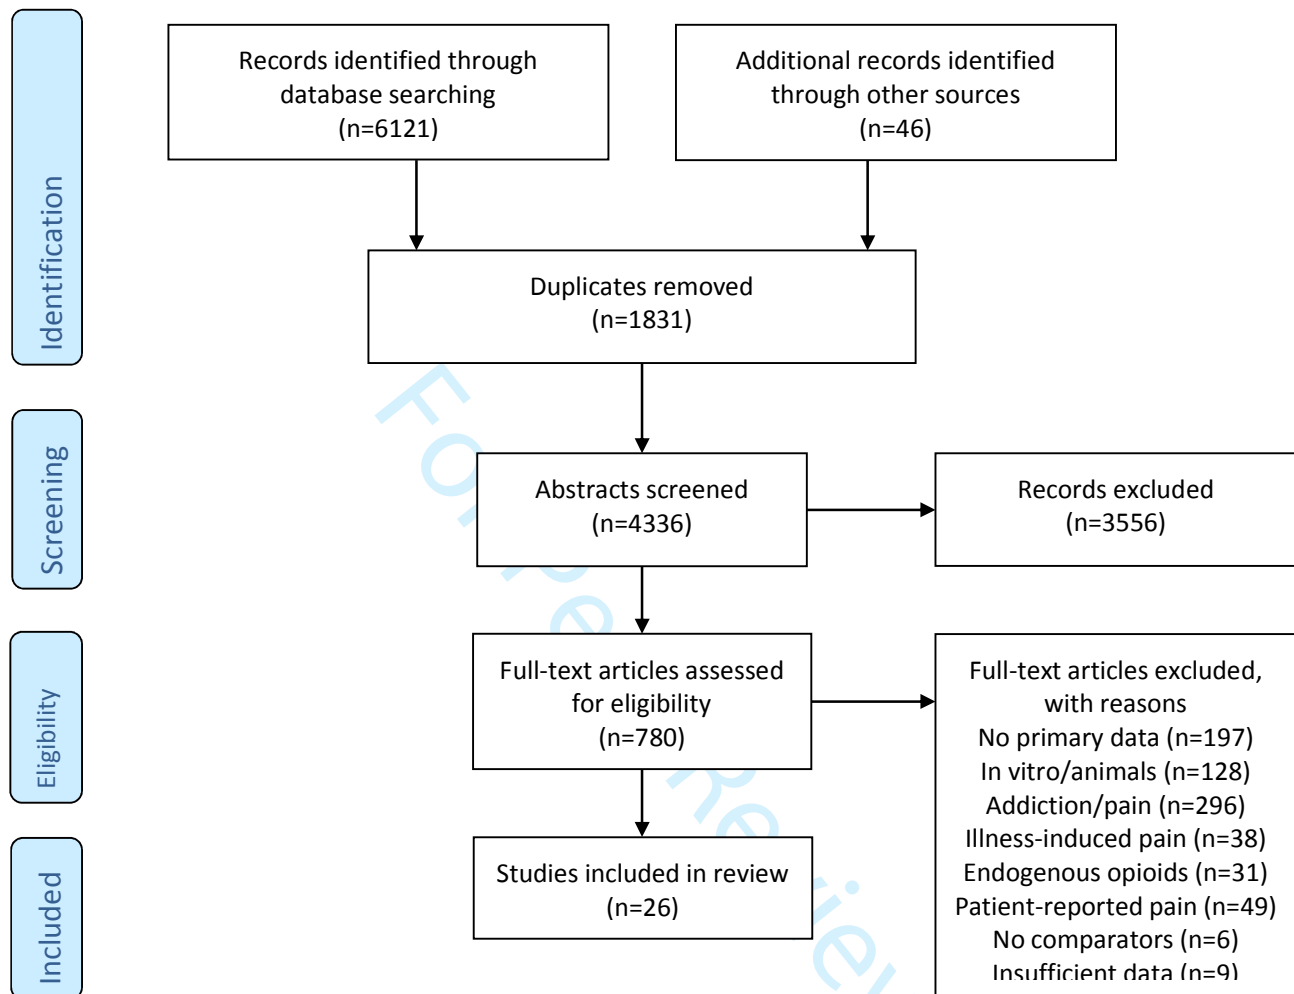 Identification
Records identified through
database searching
(n=6121)
Additional records identified
through other sources
(n=46)
Duplicates removed
(n=1831)
Screening
Abstracts screened
(n=4336)
Records excluded
(n=3556)
Eligibility
Full-text articles assessed
for eligibility
(n=780)
Full-text articles excluded,
with reasons
No primary data (n=197)
In vitro/animals (n=128)
Addiction/pain (n=296)
Illness-induced pain (n=38)
Endogenous opioids (n=31)
Patient-reported pain (n=49)
No comparators (n=6)
Insufficient data (n=9)
Included
Studies included in review
(n=26)
For Peer Review